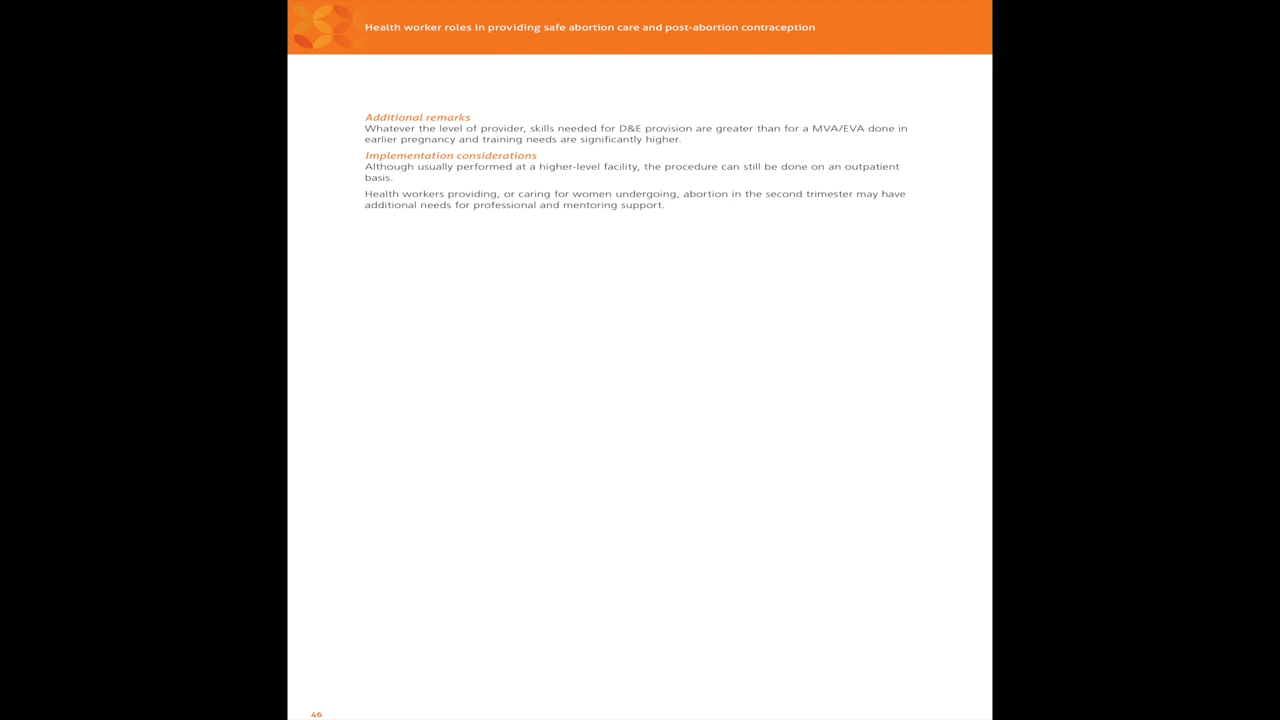 Health worker roles in providing safe abortion care and post-abortion contraception
Additional remarks
Whatever the level of provider, skills needed for D&E provision are greater than for a MVA/EVA done in
earlier pregnancy and training needs are significantly higher.
Implementation considerations
Although usually performed at a higher-level facility, the procedure can still be done on an outpatient
basis.
Health workers providing, or caring for women undergoing, abortion in the second trimester may have
additional needs for professional and mentoring support.
46